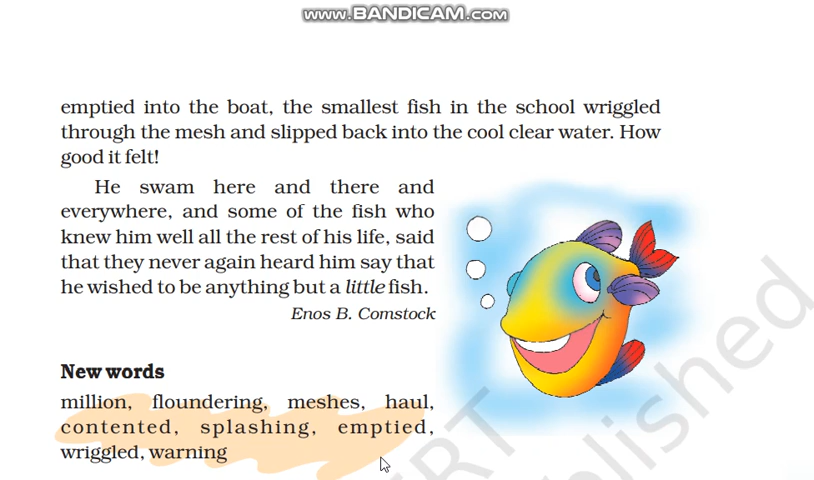 www.BANDICAM.com
emptied into the boat, the smallest fish in the school wriggled
through the mesh and slipped back into the cool clear water. How
good it felt!
He swam here and there and
everywhere, and some of the fish who
knew him well all the rest of his life, said
that they never again heard him say that
he wished to be anything but a little fish.
Enos B. Comstock
New words
million, floundering, meshes, haul,
contented, splashing, emptied,
wriggled, warning